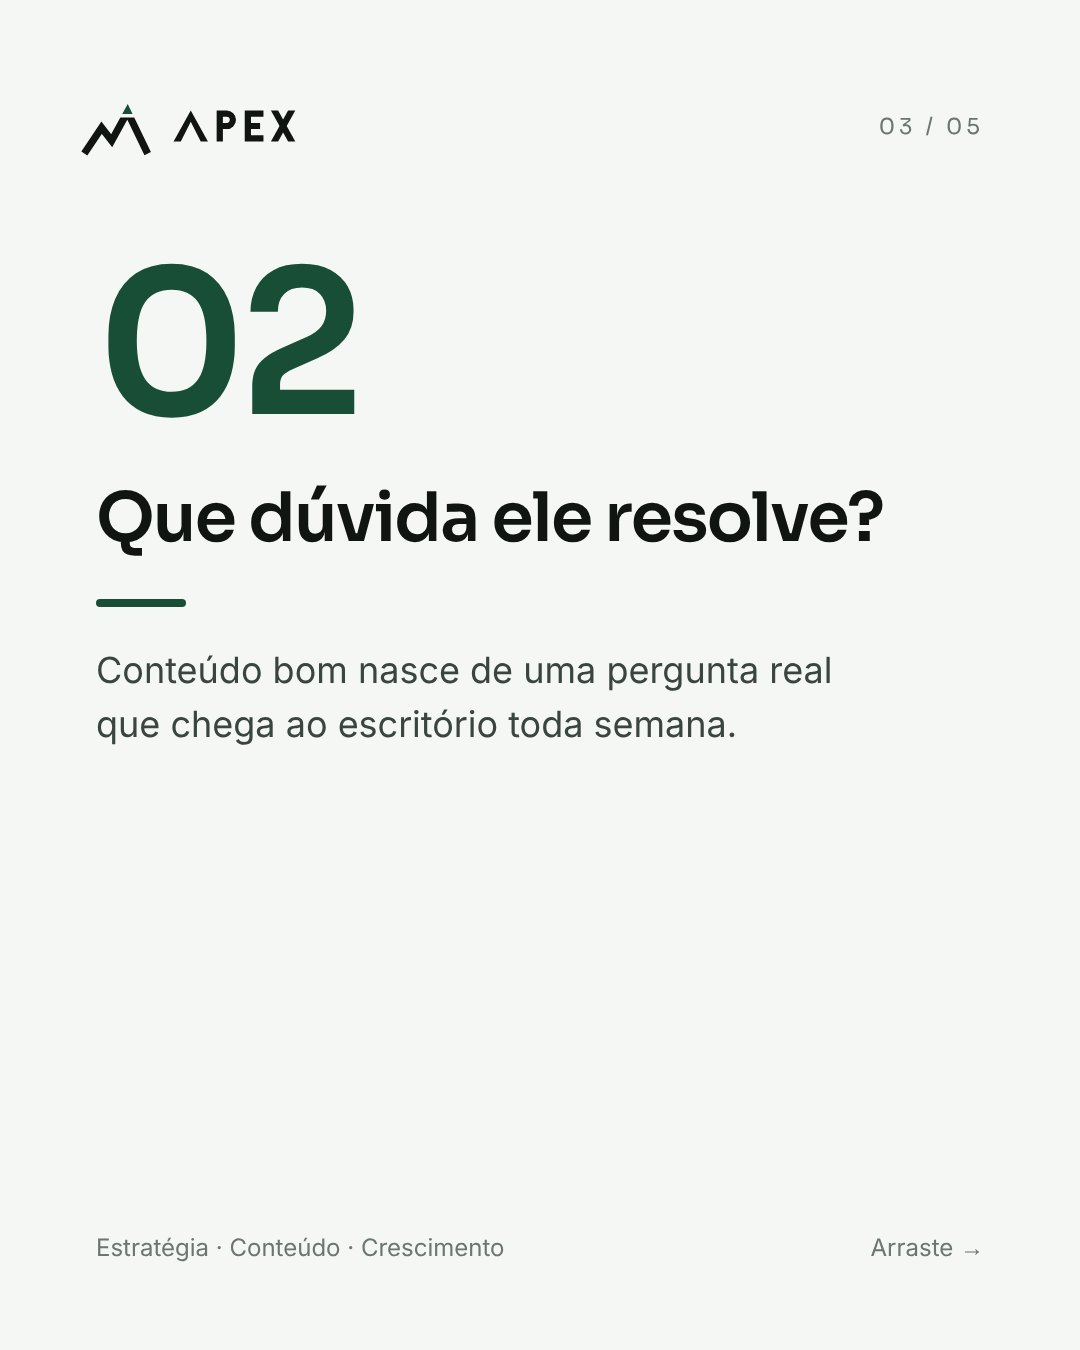 APEX
03 / 05
02
Que dúvida ele resolve?
Conteúdo bom nasce de uma pergunta real
que chega ao escritório toda semana.
Estratégia · Conteúdo · Crescimento
Arraste →